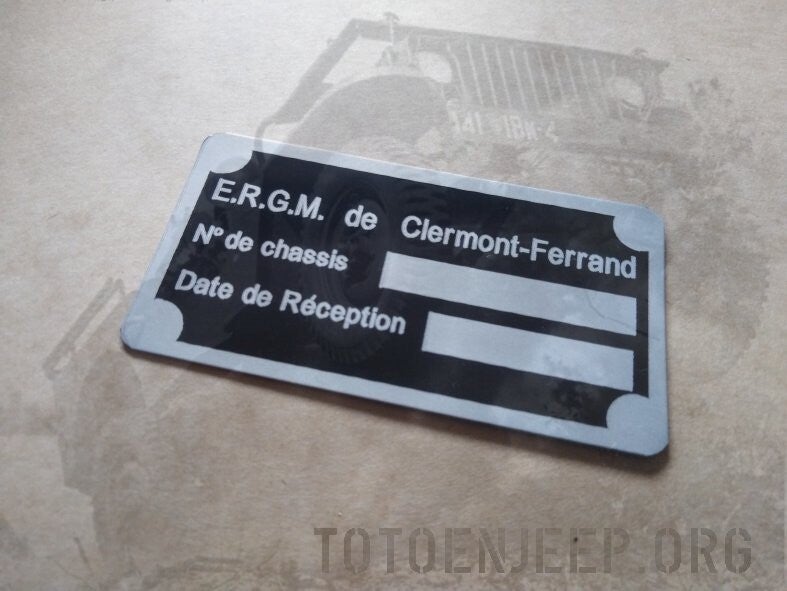 E.R.G.M. de Clermont-Ferrand
N° de chassis
Date de Réception
TOTOENJEEP.ORG